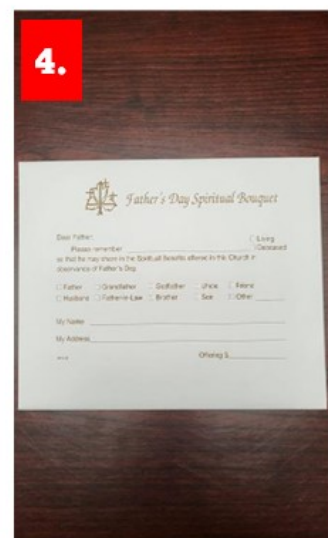 4.
Father's Day Spiritual Bouquet
Dear Father:
Living
Please remember Deceased
so that he may share in the Spiritual Benefits offered in this Church in
observance of Father's Day.
Father Grandfather Godfather Uncle Friend
Husband Father-in-Law Brother Son Other
My Name
My Address
Offering $